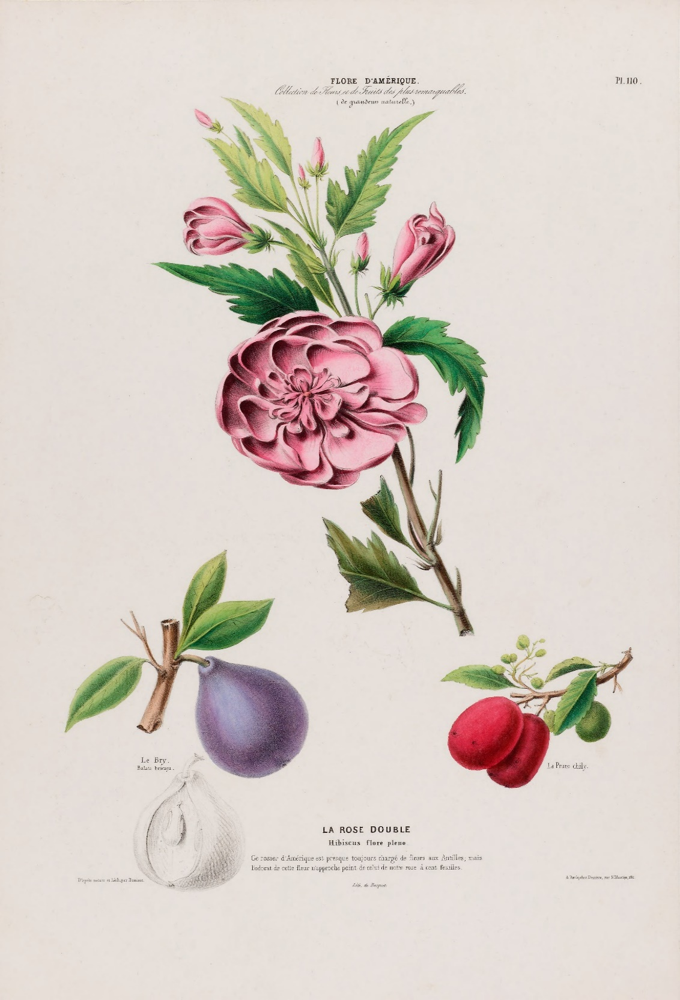 FLORE D'AMÉRIQUE.
Pl. 110.
Collection de Fleurs et de Fruits des plus remarquables.
(de grandeur naturelle.)
Le Bry.
Balata bricaya.
La Prune chily.
LA ROSE DOUBLE
Hibiscus flore pleno
Ce rosier d'Amérique est presque toujours chargé de fleurs aux Antilles, mais
l'odorat de cette fleur n'approche point de celui de notre rose à cent feuilles.
D'après nature et Lith. par Denisse.
Lith. de Becquet.
A Paris, chez Denisse, rue St Martin,